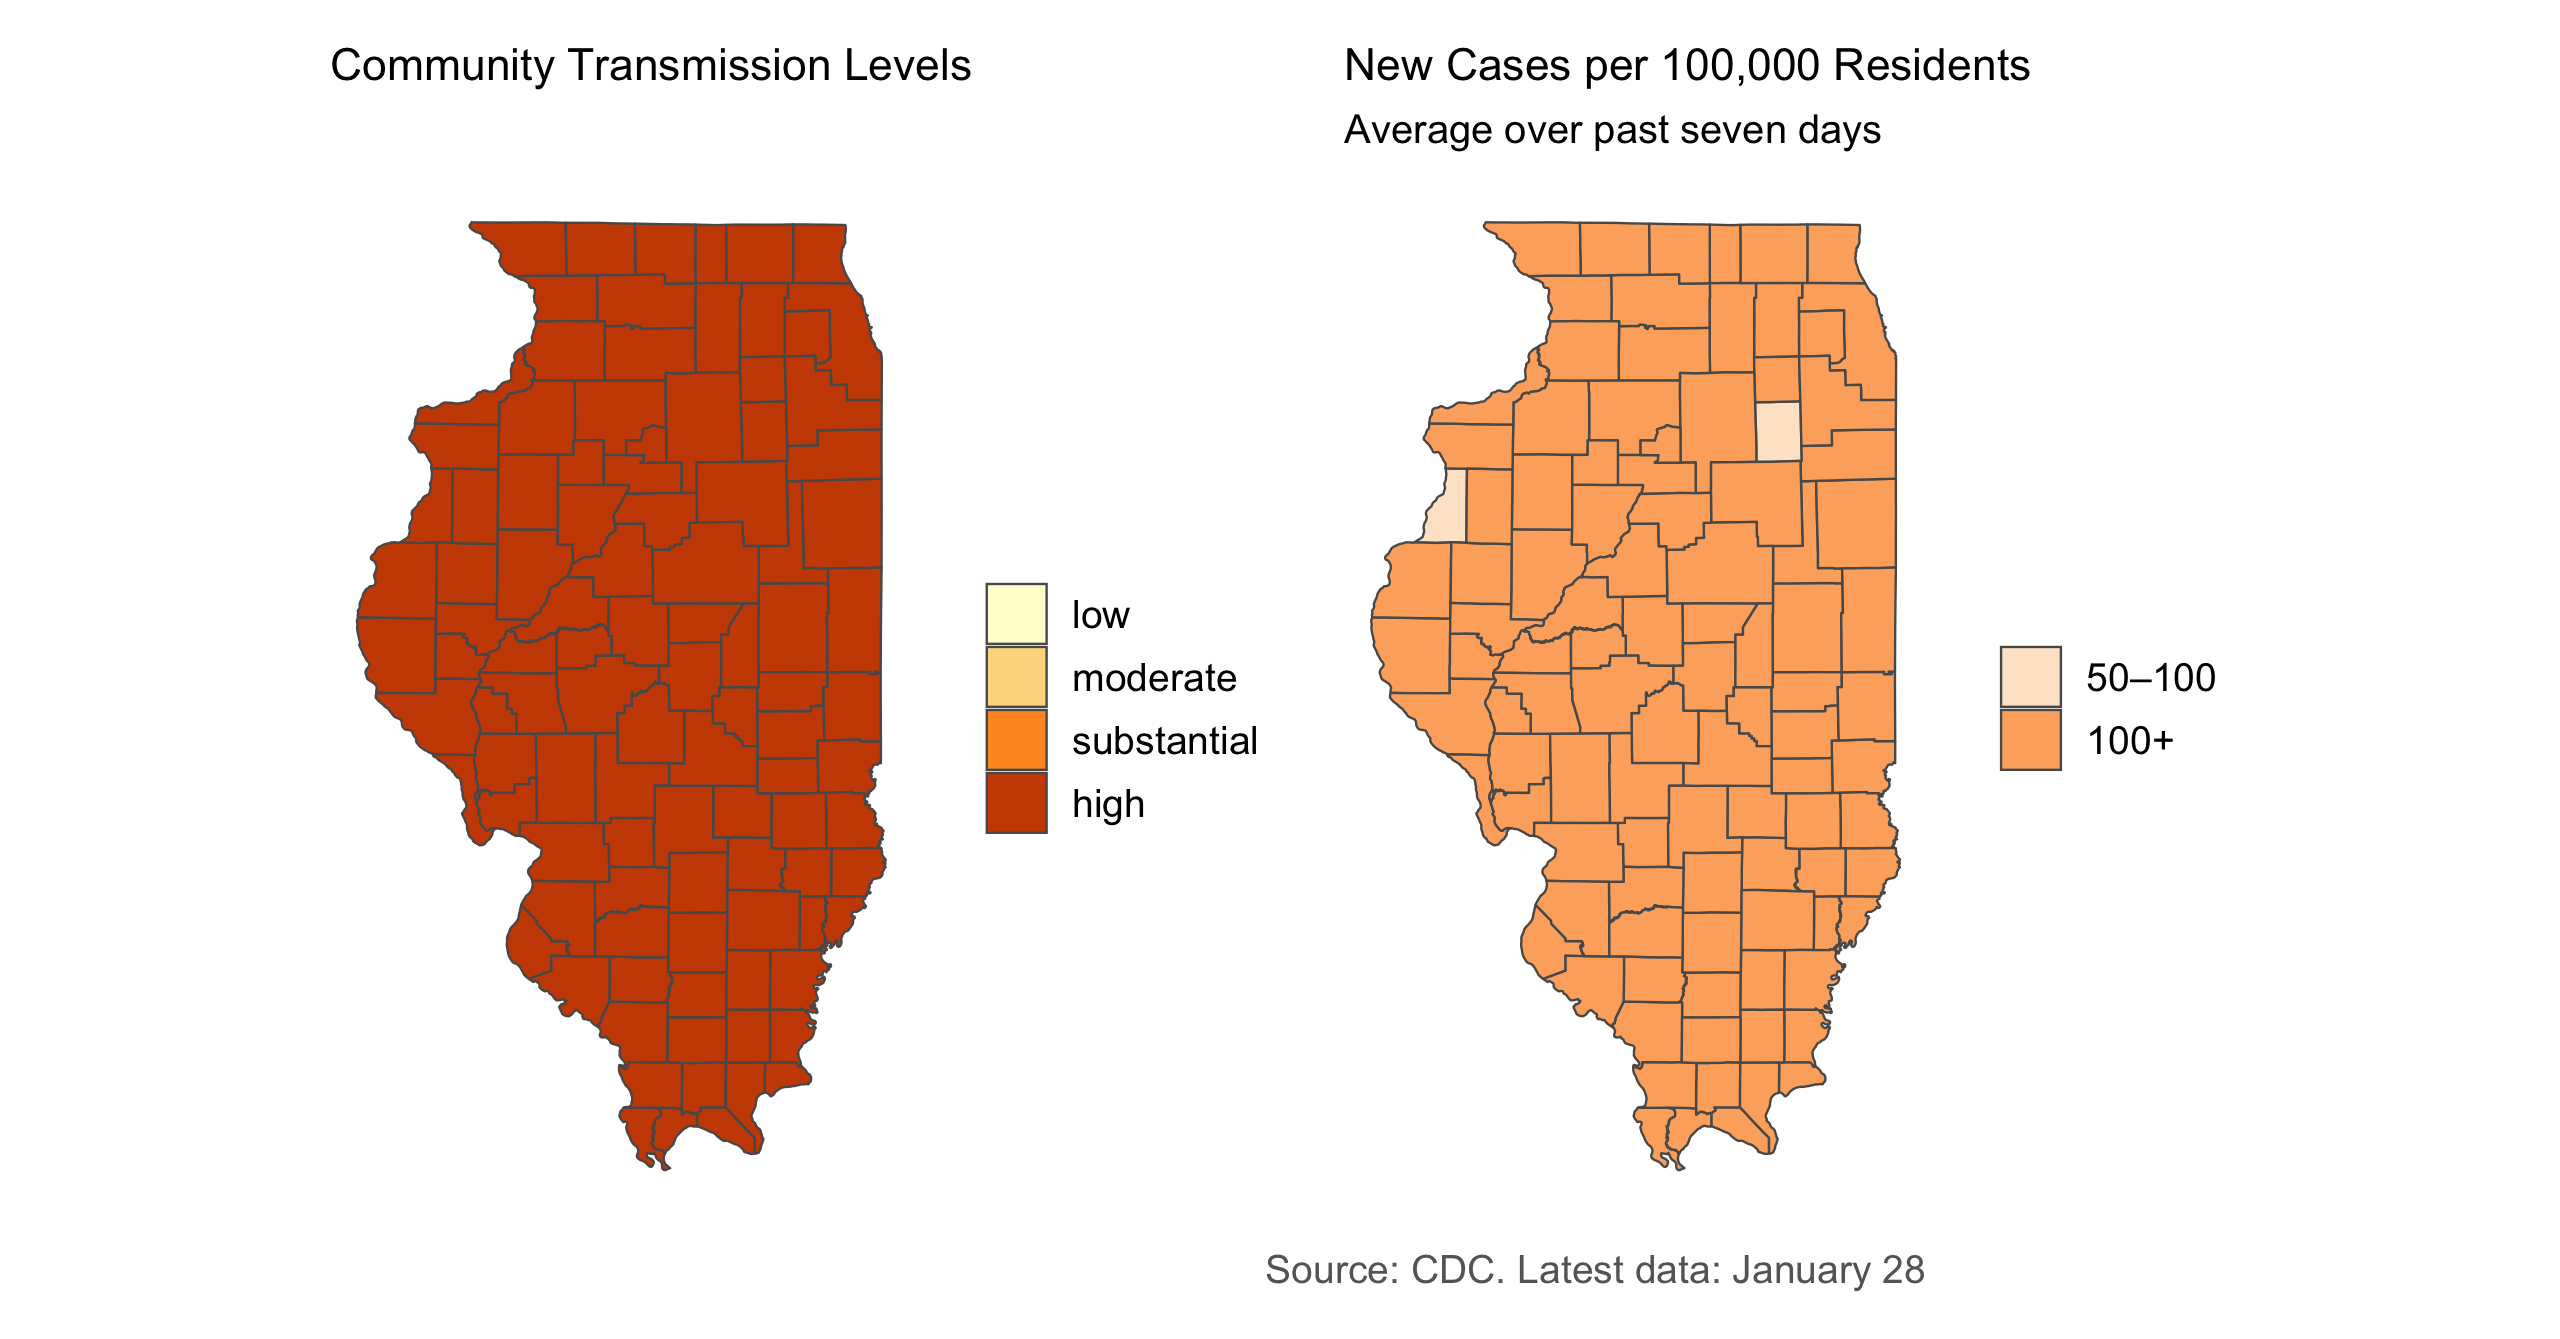 Community Transmission Levels
low
moderate
substantial
high
New Cases per 100,000 Residents
Average over past seven days
50–100
100+
Source: CDC. Latest data: January 28